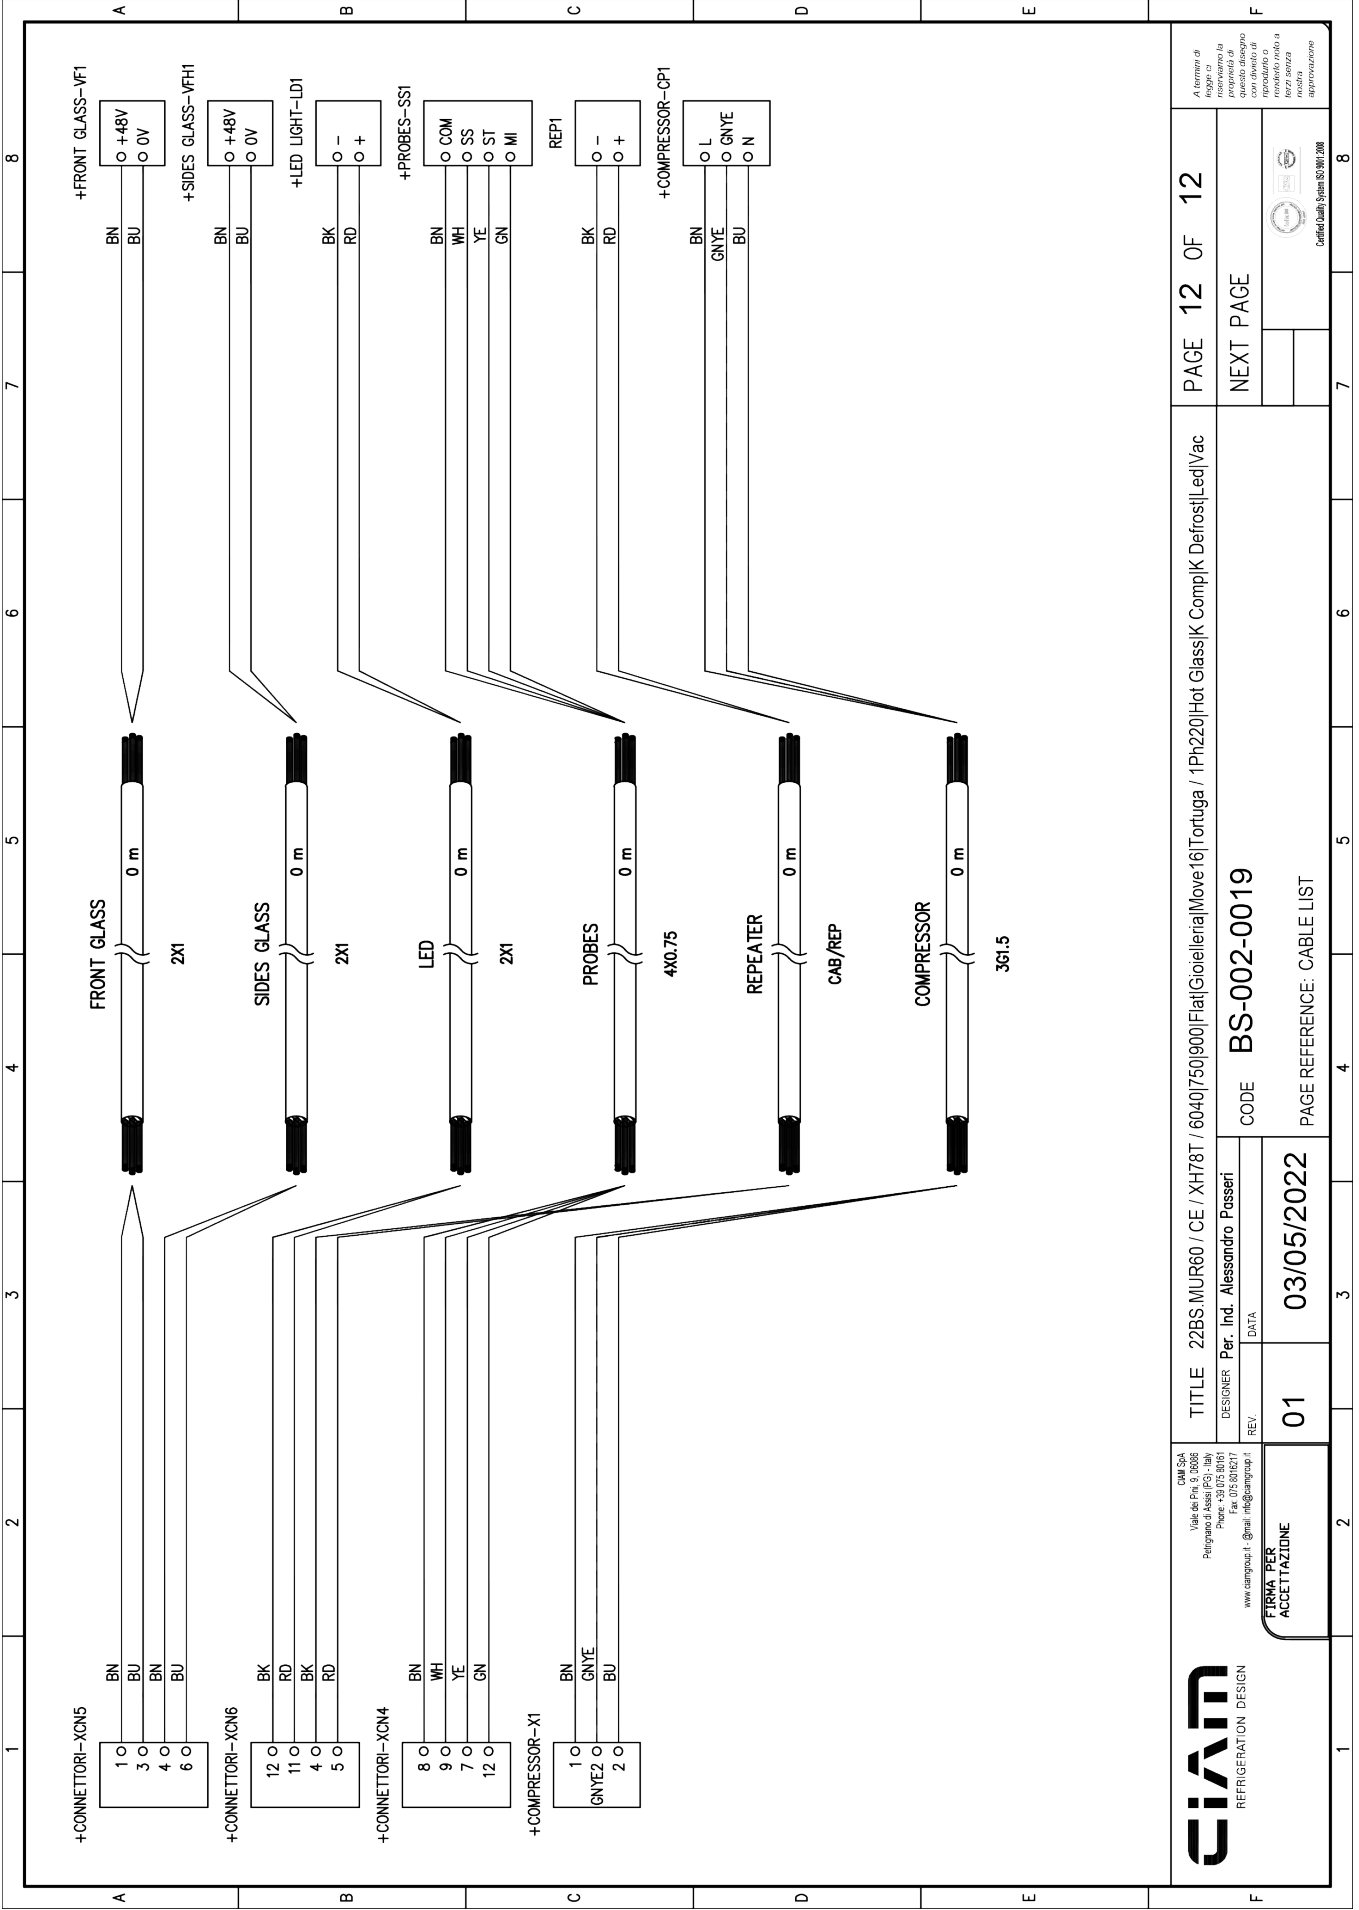 1 2 3 4 5 6 7 8
A B C D E F
+CONNETTORI-XCN5
1
3
4
6
BN
BU
BN
BU
+CONNETTORI-XCN6
12
11
4
5
BK
RD
BK
RD
+CONNETTORI-XCN4
8
9
7
12
BN
WH
YE
GN
+COMPRESSOR-X1
1
GNYE2
2
BN
GNYE
BU
FRONT GLASS
0 m
2X1
SIDES GLASS
0 m
2X1
LED
0 m
2X1
PROBES
0 m
4X0.75
REPEATER
0 m
CAB/REP
COMPRESSOR
0 m
3G1.5
+FRONT GLASS-VF1
BN
BU
+48V
0V
+SIDES GLASS-VFH1
BN
BU
+48V
0V
+LED LIGHT-LD1
BK
RD
-
+
+PROBES-SS1
BN
WH
YE
GN
COM
SS
ST
MI
REP1
BK
RD
-
+
+COMPRESSOR-CP1
BN
GNYE
BU
L
GNYE
N
CIAM
REFRIGERATION DESIGN
CIAM SpA
Viale dei Pini, 9, 06086
Petrignano di Assisi (PG) - Italy
Phone: +39 075 80161
Fax: 075 8016217
www.ciamgroup.it - @mail: info@ciamgroup.it
FIRMA PER
ACCETTAZIONE
TITLE 22BS.MUR60 / CE / XH78T / 6040|750|900|Flat|Gioielleria|Move16|Tortuga / 1Ph220|Hot Glass|K Comp|K Defrost|Led|Vac
DESIGNER Per. Ind. Alessandro Passeri
REV. DATA
01 03/05/2022
CODE BS-002-0019
PAGE REFERENCE: CABLE LIST
PAGE 12 OF 12
NEXT PAGE
A termini di
legge ci
riserviamo la
proprietà di
questo disegno
con divieto di
riprodurlo o
renderlo noto a
terzi senza
nostra
approvazione
Certified Quality System ISO 9001:2008
A B C D E F
1 2 3 4 5 6 7 8